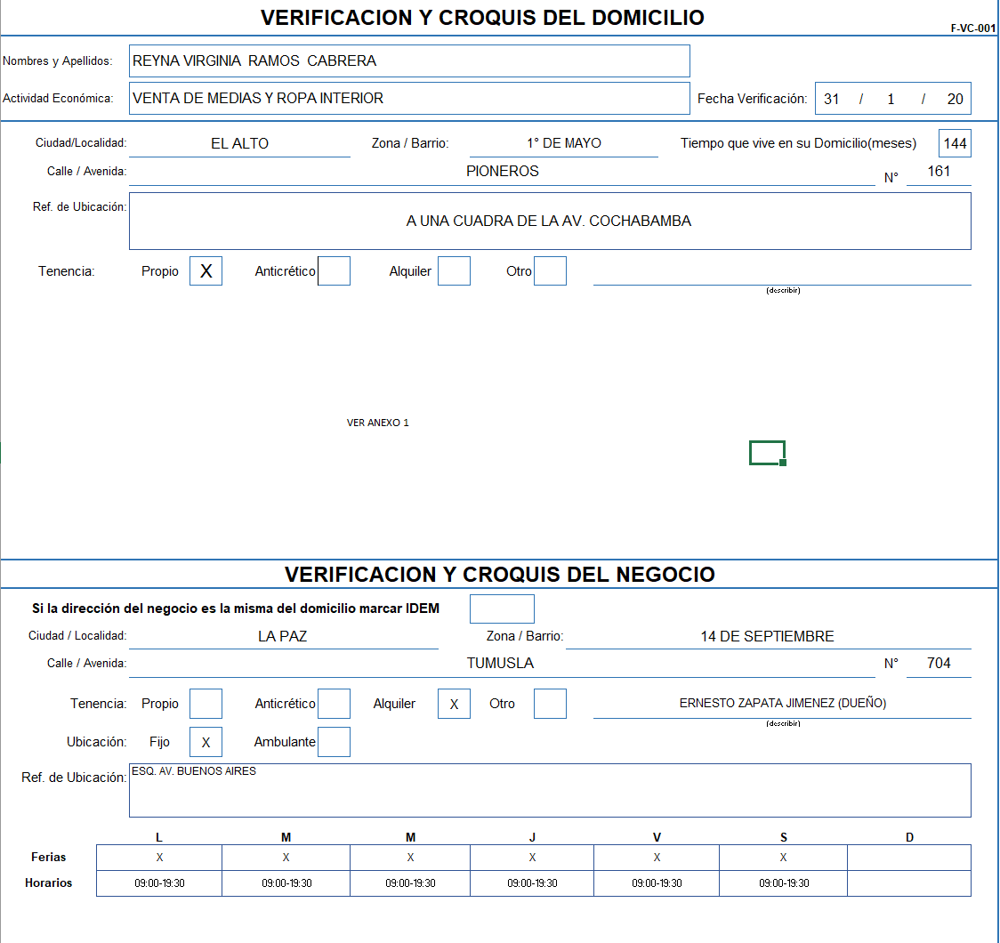 VERIFICACION Y CROQUIS DEL DOMICILIO
F-VC-001
Nombres y Apellidos: REYNA VIRGINIA RAMOS CABRERA
Actividad Económica: VENTA DE MEDIAS Y ROPA INTERIOR Fecha Verificación: 31 / 1 / 20
Ciudad/Localidad: EL ALTO Zona / Barrio: 1° DE MAYO Tiempo que vive en su Domicilio(meses) 144
Calle / Avenida: PIONEROS N° 161
Ref. de Ubicación: A UNA CUADRA DE LA AV. COCHABAMBA
Tenencia: Propio X Anticrético Alquiler Otro
(describir)
VER ANEXO 1
VERIFICACION Y CROQUIS DEL NEGOCIO
Si la dirección del negocio es la misma del domicilio marcar IDEM
Ciudad / Localidad: LA PAZ Zona / Barrio: 14 DE SEPTIEMBRE
Calle / Avenida: TUMUSLA N° 704
Tenencia: Propio Anticrético Alquiler X Otro ERNESTO ZAPATA JIMENEZ (DUEÑO)
(describir)
Ubicación: Fijo X Ambulante
Ref. de Ubicación: ESQ. AV. BUENOS AIRES
L M M J V S D
Ferias X X X X X X
Horarios 09:00-19:30 09:00-19:30 09:00-19:30 09:00-19:30 09:00-19:30 09:00-19:30